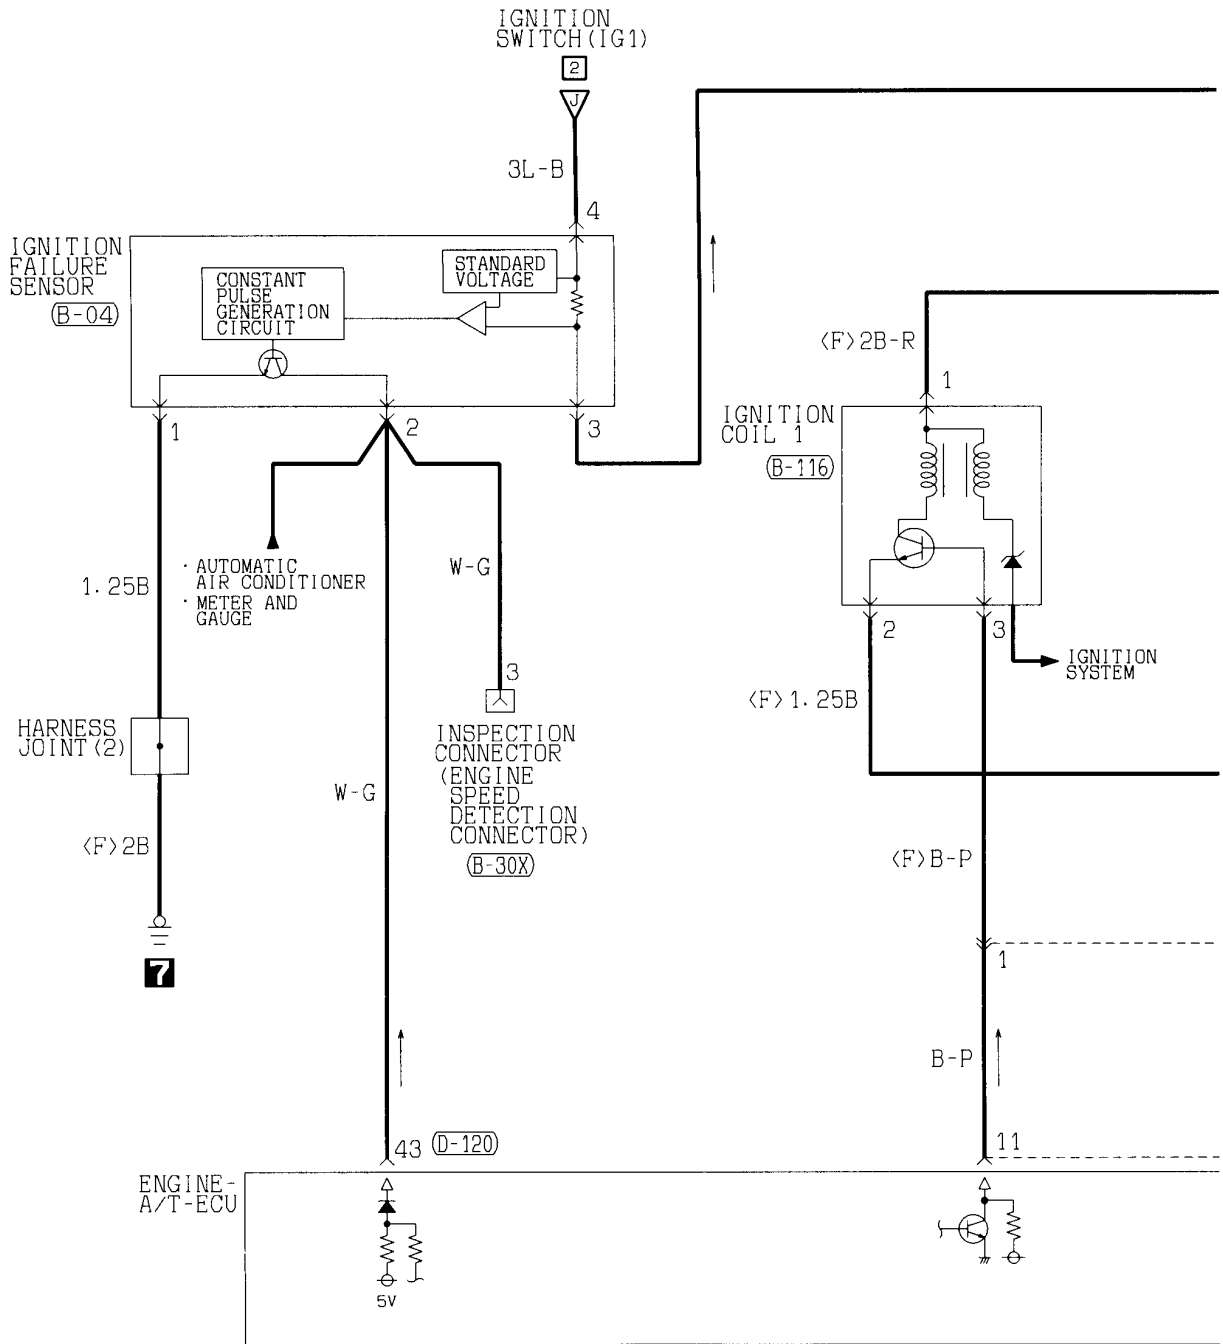 IGNITION
SWITCH(IG1)
2
J
3L-B
4
IGNITION
FAILURE
SENSOR
B-04
CONSTANT
PULSE
GENERATION
CIRCUIT
STANDARD
VOLTAGE
1
2
3
<F>2B-R
1
IGNITION
COIL 1
B-116
2
3
IGNITION
SYSTEM
· AUTOMATIC
AIR CONDITIONER
· METER AND
GAUGE
W-G
1.25B
3
INSPECTION
CONNECTOR
(ENGINE
SPEED
DETECTION
CONNECTOR)
B-30X
<F>1.25B
HARNESS
JOINT(2)
W-G
<F>2B
7
<F>B-P
1
B-P
43
D-120
11
ENGINE-
A/T-ECU
5V